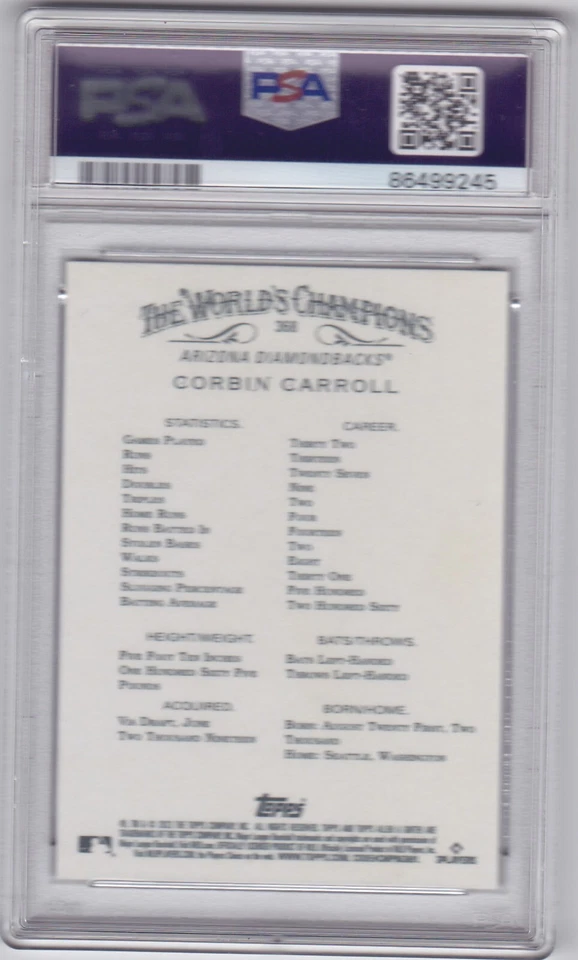 PSA
PSA
86499245
THE WORLD'S CHAMPIONS
368
ARIZONA DIAMONDBACKS®
CORBIN CARROLL
STATISTICS. CAREER.
Games Played Thirty Two
Runs Thirteen
Hits Twenty Seven
Doubles Nine
Triples Two
Home Runs Four
Runs Batted In Fourteen
Stolen Bases Two
Walks Eight
Strikeouts Thirty One
Slugging Percentage Five Hundred
Batting Average Two Hundred Sixty
HEIGHT/WEIGHT. BATS/THROWS.
Five Foot Ten Inches Bats Left-Handed
One Hundred Sixty Five Throws Left-Handed
Pounds
ACQUIRED. BORN/HOME.
Via Draft, June Born: August Twenty First, Two
Two Thousand Nineteen Thousand
Home: Seattle, Washington
Topps
PLAYERS